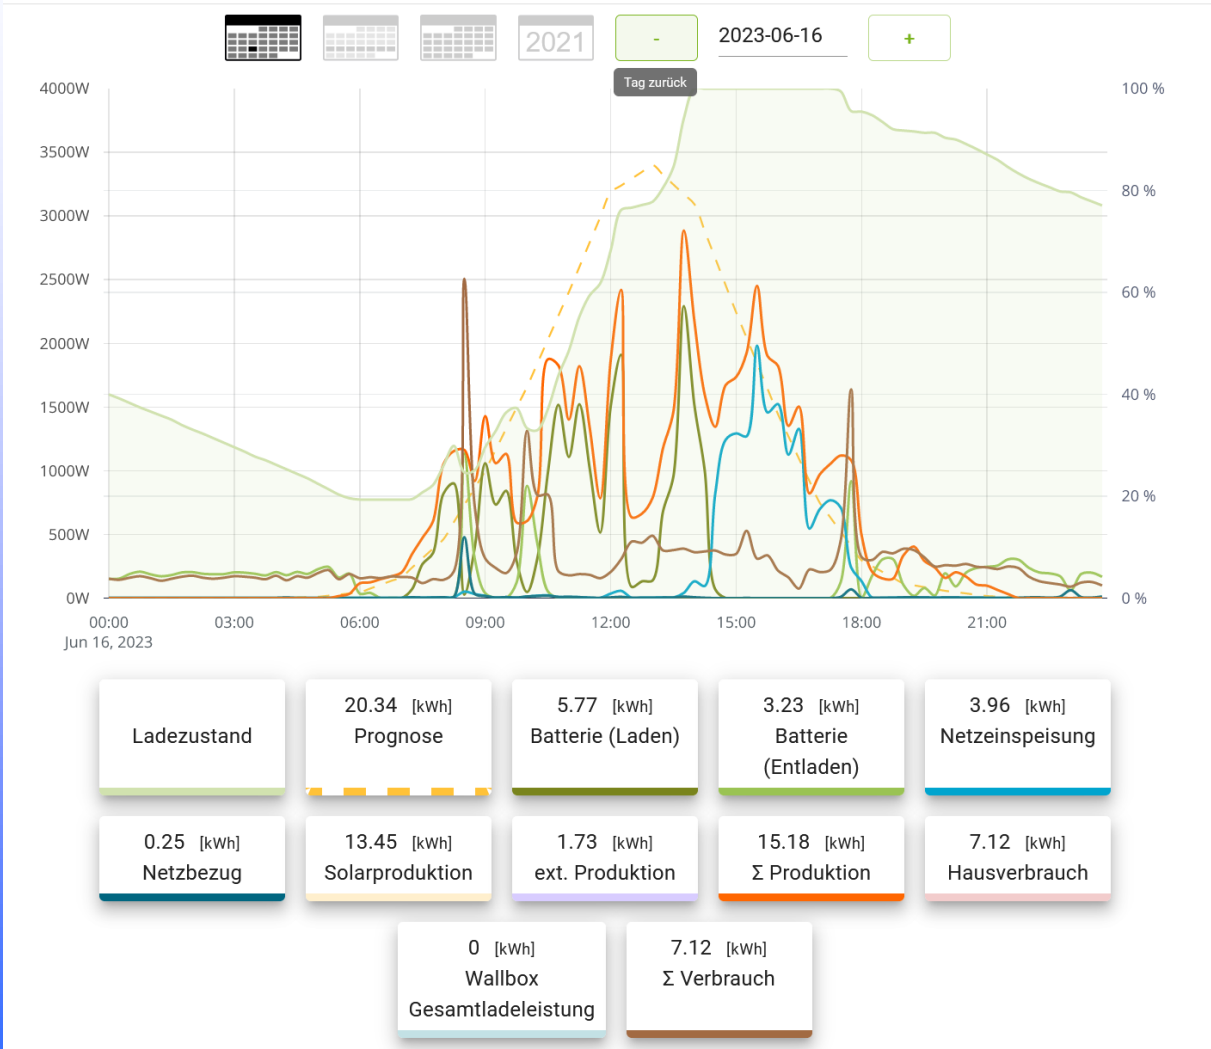 2021
-
2023-06-16
+
Tag zurück
4000W
3500W
3000W
2500W
2000W
1500W
1000W
500W
0W
100 %
80 %
60 %
40 %
20 %
0 %
00:00
03:00
06:00
09:00
12:00
15:00
18:00
21:00
Jun 16, 2023
Ladezustand
20.34 [kWh]
Prognose
5.77 [kWh]
Batterie (Laden)
3.23 [kWh]
Batterie
(Entladen)
3.96 [kWh]
Netzeinspeisung
0.25 [kWh]
Netzbezug
13.45 [kWh]
Solarproduktion
1.73 [kWh]
ext. Produktion
15.18 [kWh]
Σ Produktion
7.12 [kWh]
Hausverbrauch
0 [kWh]
Wallbox
Gesamtladeleistung
7.12 [kWh]
Σ Verbrauch